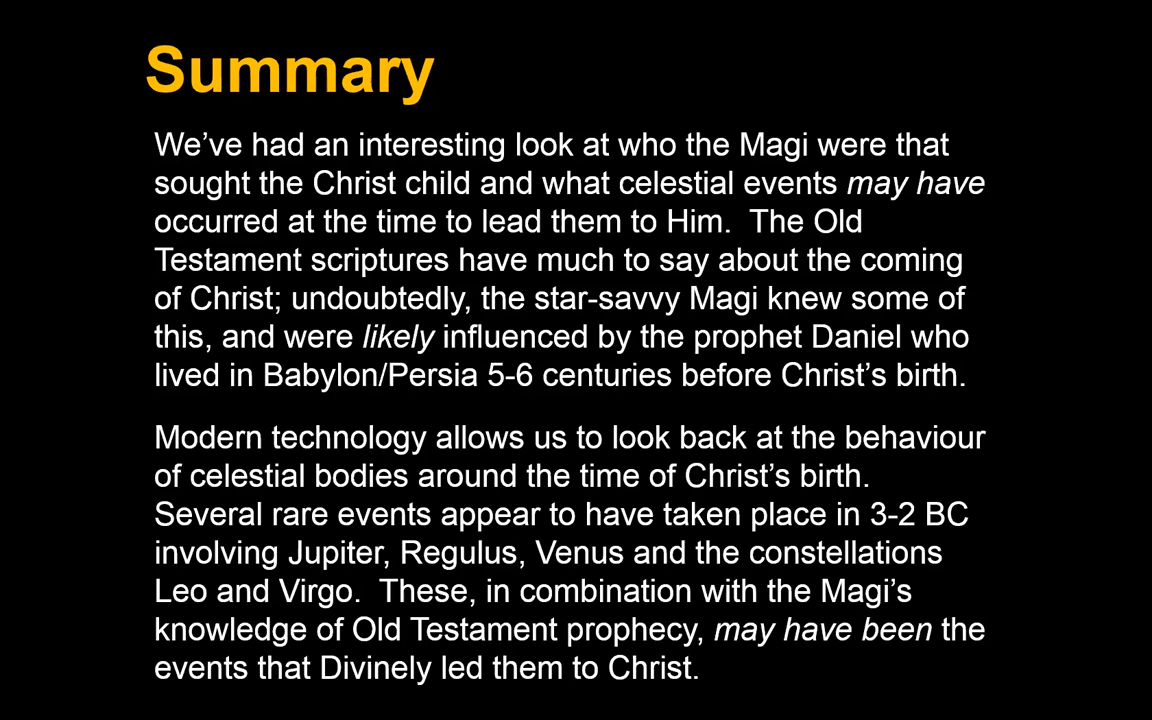 Summary
We’ve had an interesting look at who the Magi were that
sought the Christ child and what celestial events may have
occurred at the time to lead them to Him.  The Old
Testament scriptures have much to say about the coming
of Christ; undoubtedly, the star-savvy Magi knew some of
this, and were likely influenced by the prophet Daniel who
lived in Babylon/Persia 5-6 centuries before Christ’s birth.
Modern technology allows us to look back at the behaviour
of celestial bodies around the time of Christ’s birth.
Several rare events appear to have taken place in 3-2 BC
involving Jupiter, Regulus, Venus and the constellations
Leo and Virgo.  These, in combination with the Magi’s
knowledge of Old Testament prophecy, may have been the
events that Divinely led them to Christ.